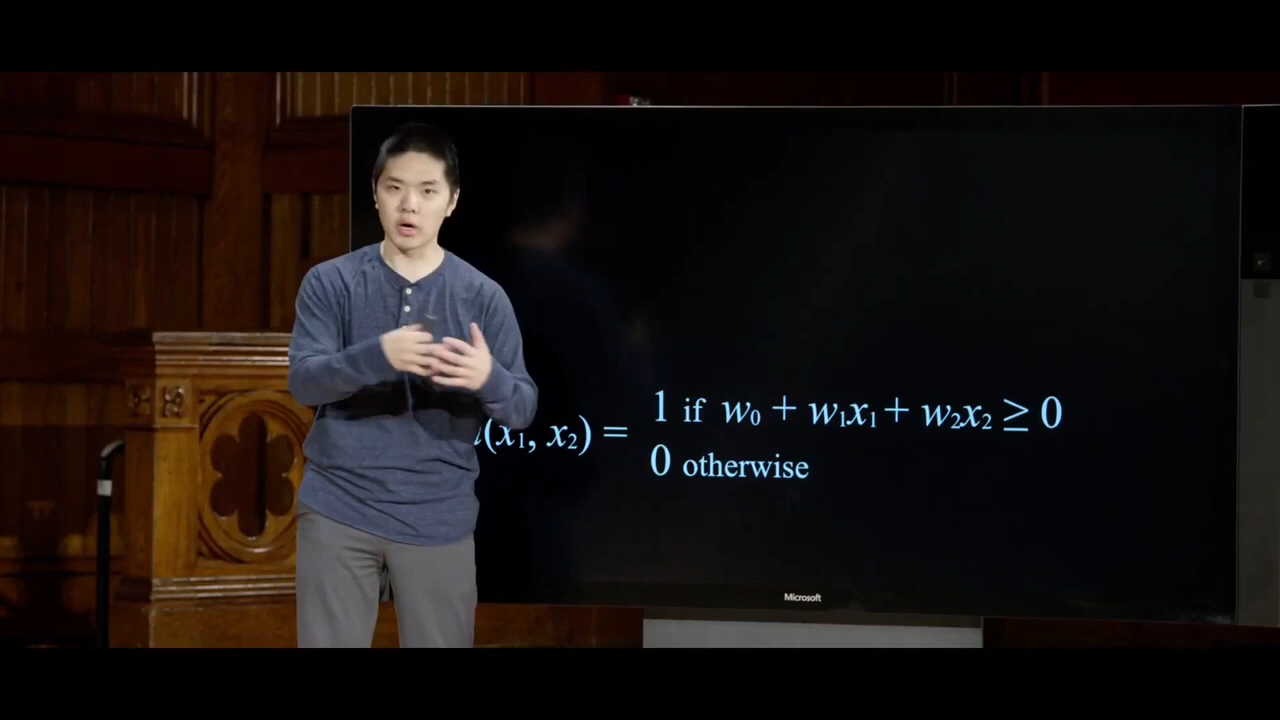 (x₁, x₂) =
1 if w₀ + w₁x₁ + w₂x₂ ≥ 0
0 otherwise
Microsoft